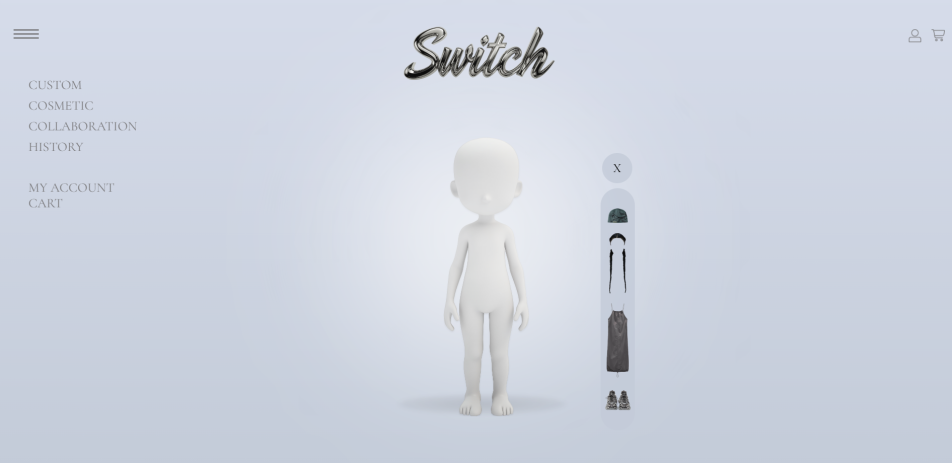 Switch
CUSTOM
COSMETIC
COLLABORATION
HISTORY
MY ACCOUNT
CART
X